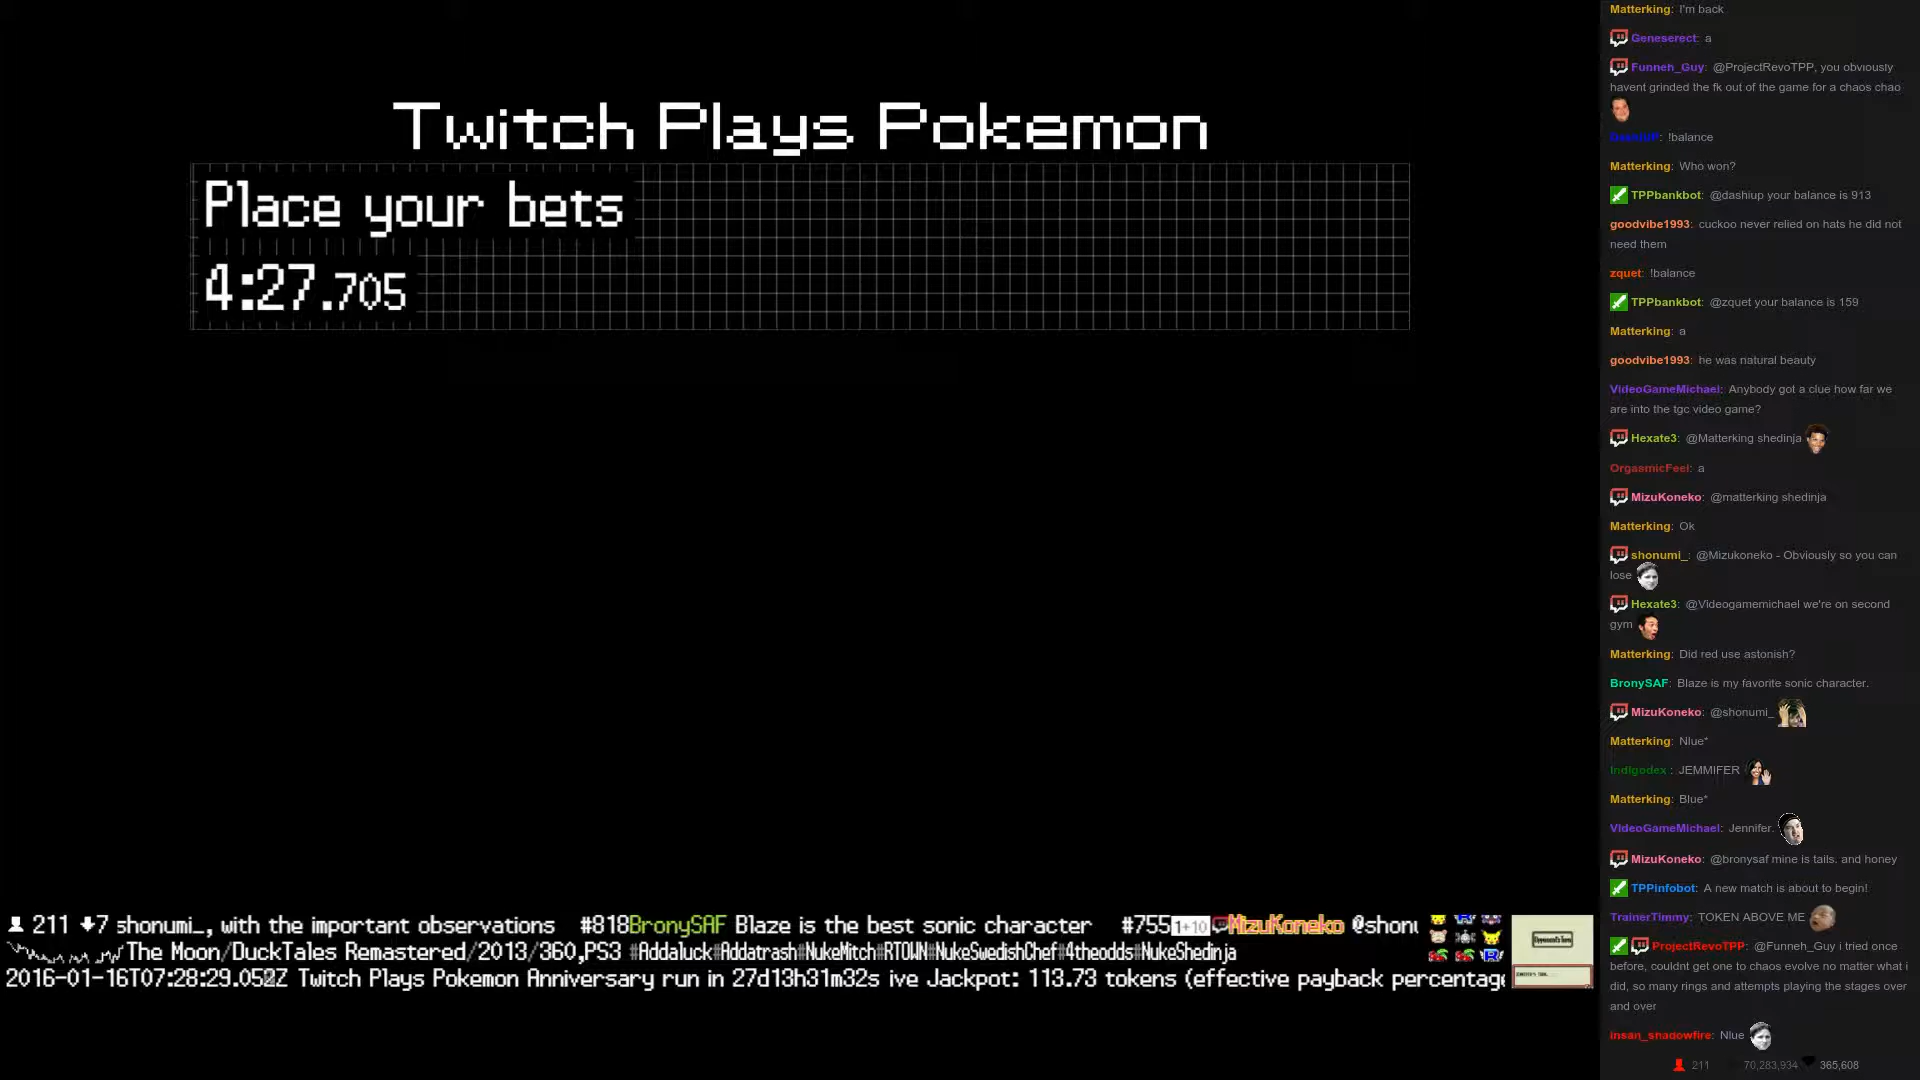 Twitch Plays Pokemon
Place your bets
4:27.705
211 7 shonumi_, with the important observations #818BronySAF Blaze is the best sonic character #755 1+10 MizuKoneko @shonu
The Moon/DuckTales Remastered/2013/360,PS3 #Addaluck#Addatrash#NukeMitch#RTOWN#NukeSwedishChef#4theodds#NukeShedinja
2016-01-16T07:28:29.052Z Twitch Plays Pokemon Anniversary run in 27d13h31m32s ive Jackpot: 113.73 tokens (effective payback percentage
Matterking: I'm back
Geneserect: a
Funneh_Guy: @ProjectRevoTPP, you obviously
havent grinded the fk out of the game for a chaos chao
Dashiup: !balance
Matterking: Who won?
TPPbankbot: @dashiup your balance is 913
goodvibe1993: cuckoo never relied on hats he did not
need them
zquet: !balance
TPPbankbot: @zquet your balance is 159
Matterking: a
goodvibe1993: he was natural beauty
VideoGameMichael: Anybody got a clue how far we
are into the tgc video game?
Hexate3: @Matterking shedinja
OrgasmicFeel: a
MizuKoneko: @matterking shedinja
Matterking: Ok
shonumi_: @Mizukoneko - Obviously so you can
lose
Hexate3: @Videogamemichael we're on second
gym
Matterking: Did red use astonish?
BronySAF: Blaze is my favorite sonic character.
MizuKoneko: @shonumi_
Matterking: Nlue*
Indigodex : JEMMIFER
Matterking: Blue*
VideoGameMichael: Jennifer.
MizuKoneko: @bronysaf mine is tails. and honey
TPPinfobot: A new match is about to begin!
TrainerTimmy: TOKEN ABOVE ME
ProjectRevoTPP: @Funneh_Guy i tried once
before, couldnt get one to chaos evolve no matter what i
did, so many rings and attempts playing the stages over
and over
insan_shadowfire: Nlue
211 70,283,934 365,608